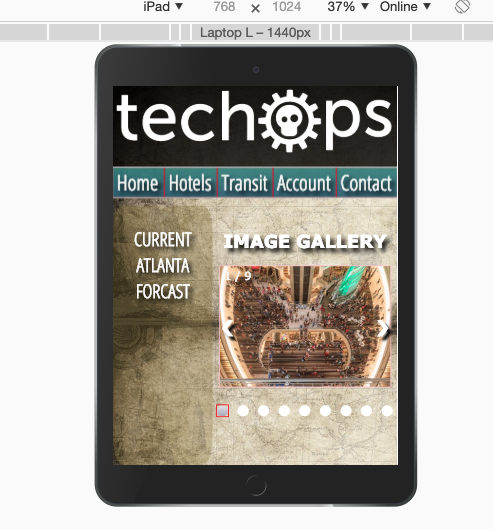 iPad ▼ 768 × 1024 37% ▼ Online ▼
Laptop L – 1440px
techops
Home Hotels Transit Account Contact
CURRENT
ATLANTA
FORCAST
IMAGE GALLERY
1 / 9
❮ ❯